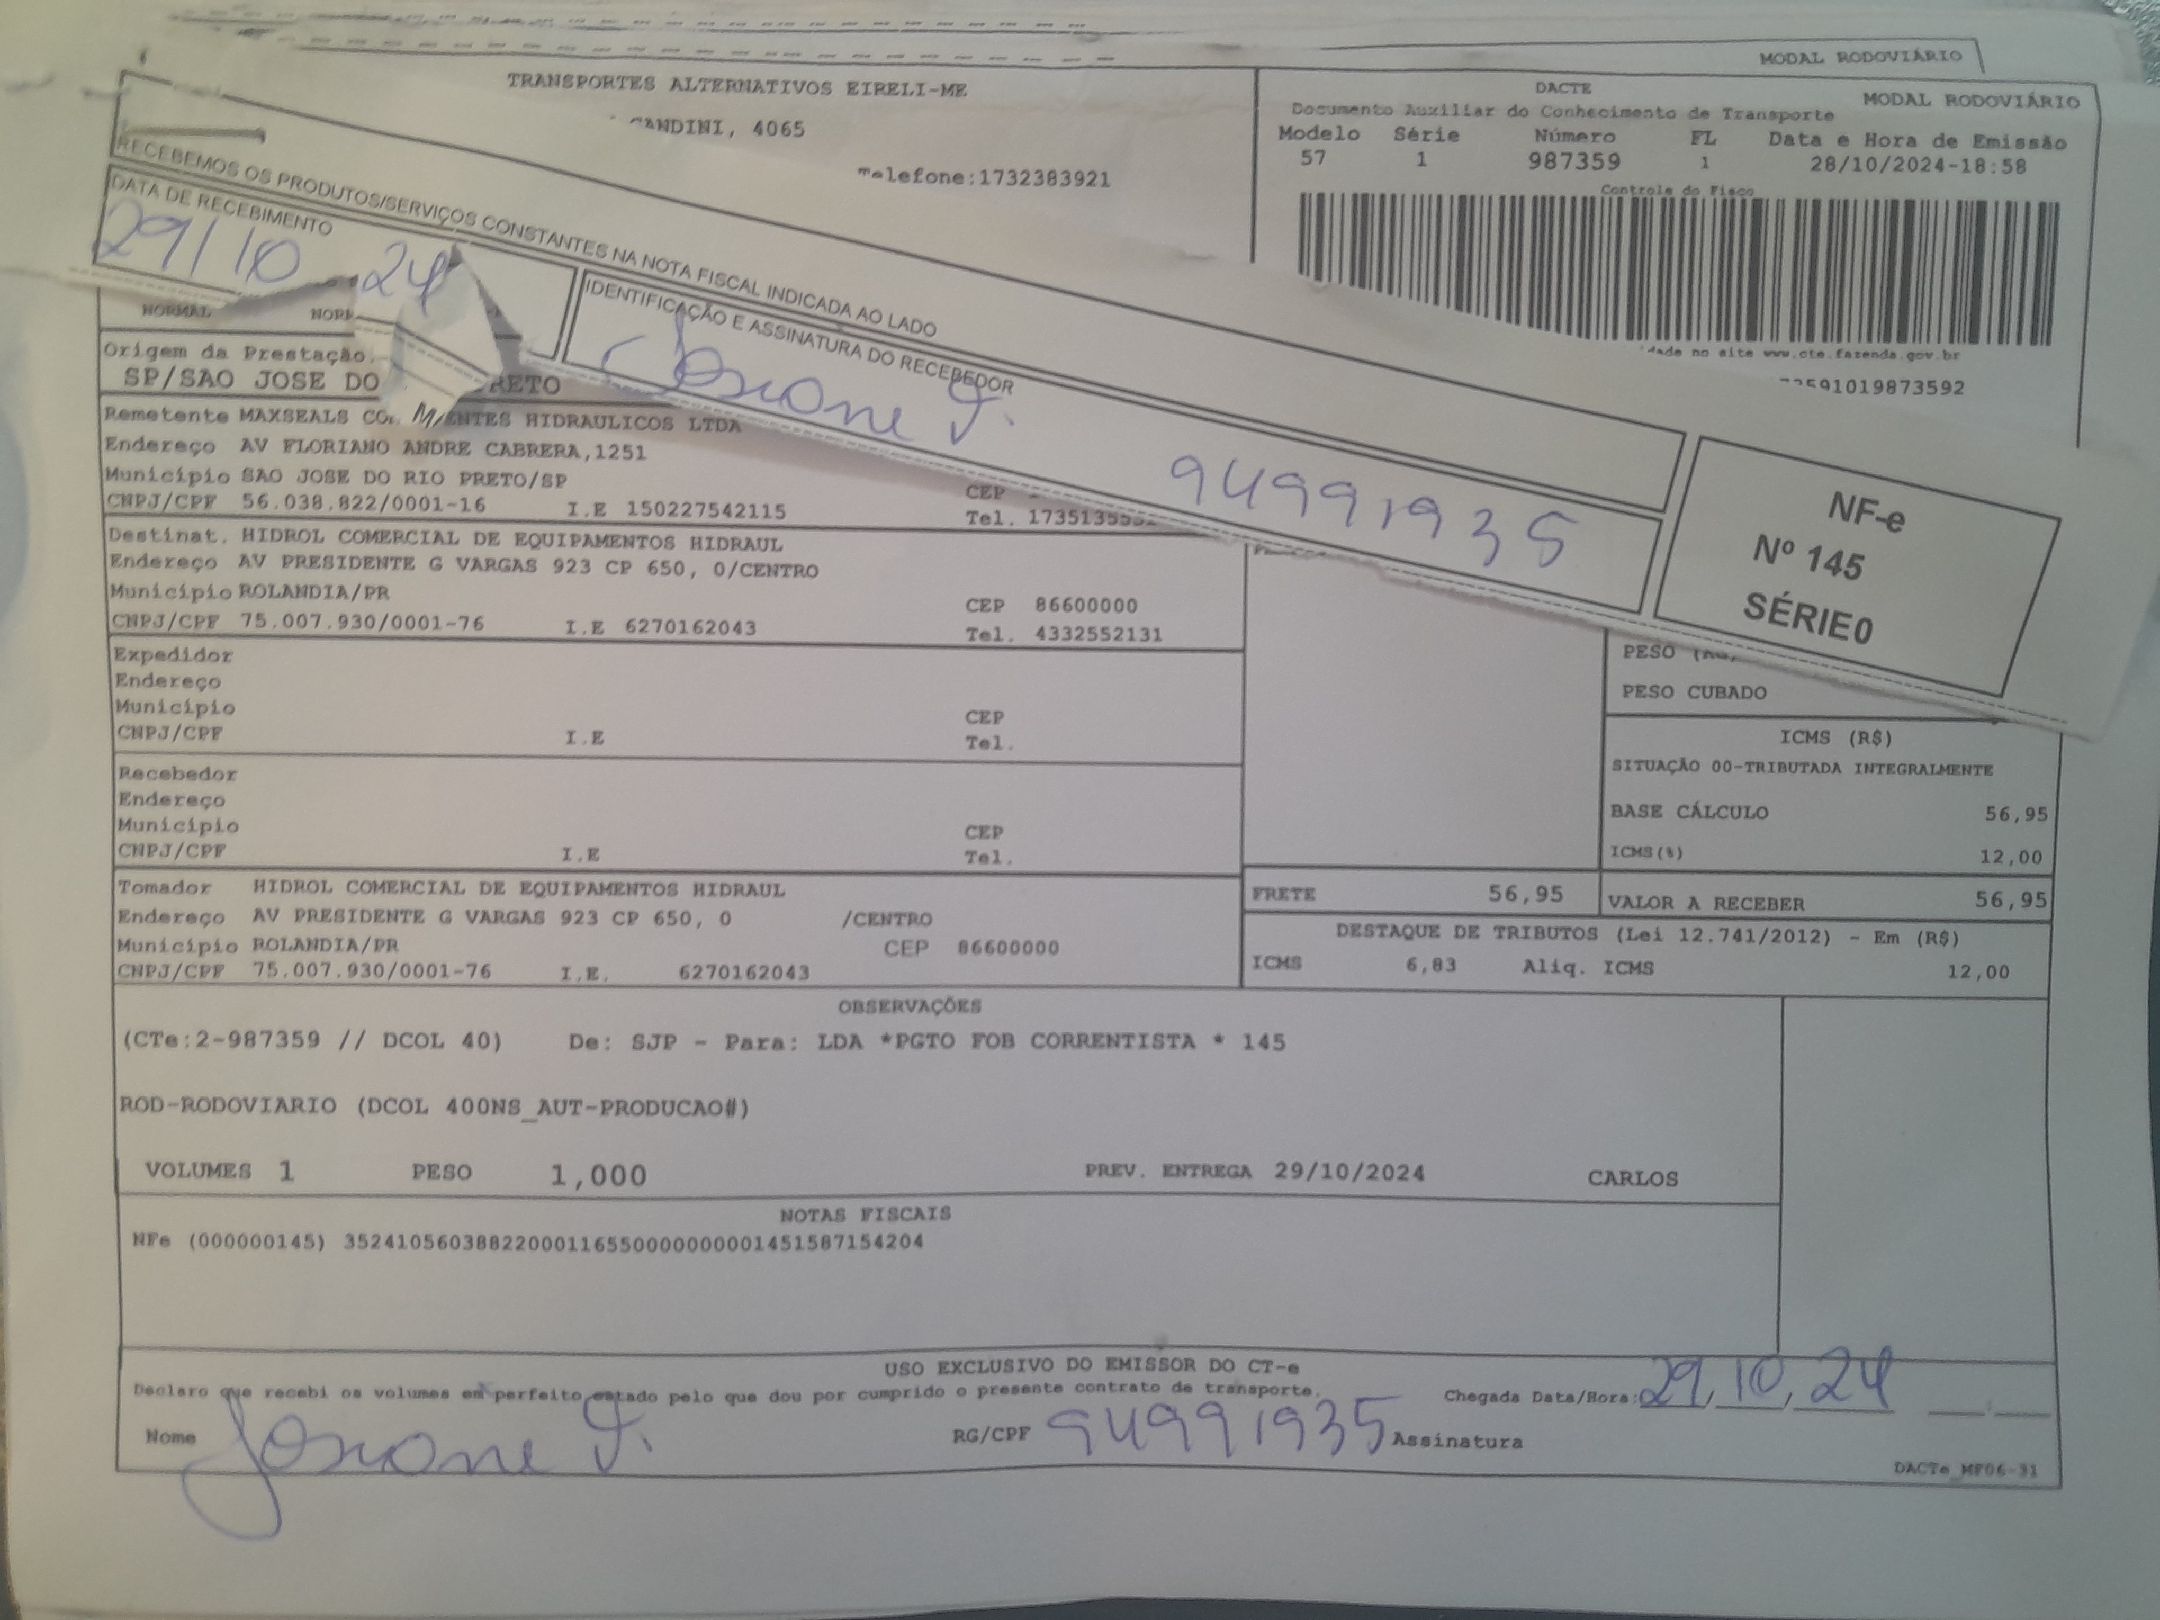 MODAL RODOVIÁRIO
TRANSPORTES ALTERNATIVOS EIRELI-ME
CANDINI, 4065
Telefone:1732383921
DACTE MODAL RODOVIÁRIO
Documento Auxiliar do Conhecimento de Transporte
Modelo Série Número FL Data e Hora de Emissão
57 1 987359 1 28/10/2024-18:58
Controle do Fisco
no site www.cte.fazenda.gov.br
91019873592
RECEBEMOS OS PRODUTOS/SERVIÇOS CONSTANTES NA NOTA FISCAL INDICADA AO LADO
DATA DE RECEBIMENTO
29/10 24
IDENTIFICAÇÃO E ASSINATURA DO RECEBEDOR
94991935
NF-e
Nº 145
SÉRIE0
NORMAL
Origem da Prestação
SP/SAO JOSE DO RETO
Remetente MAXSEALS ENTES HIDRAULICOS LTDA
Endereço AV FLORIANO ANDRE CABRERA,1251
Município SAO JOSE DO RIO PRETO/SP
CEP
CNPJ/CPF 56.038.822/0001-16 I.E 150227542115 Tel.
Destinat. HIDROL COMERCIAL DE EQUIPAMENTOS HIDRAUL
Endereço AV PRESIDENTE G VARGAS 923 CP 650, 0/CENTRO
Município ROLANDIA/PR CEP 86600000
CNPJ/CPF 75.007.930/0001-76 I.E 6270162043 Tel. 4332552131
Expedidor
Endereço
Município CEP
CNPJ/CPF I.E Tel.
Recebedor
Endereço
Município CEP
CNPJ/CPF I.E Tel.
Tomador HIDROL COMERCIAL DE EQUIPAMENTOS HIDRAUL
Endereço AV PRESIDENTE G VARGAS 923 CP 650, 0 /CENTRO
Município ROLANDIA/PR CEP 86600000
CNPJ/CPF 75.007.930/0001-76 I.E. 6270162043
PESO
PESO CUBADO
ICMS (R$)
SITUAÇÃO 00-TRIBUTADA INTEGRALMENTE
BASE CÁLCULO 56,95
ICMS(%) 12,00
FRETE 56,95 VALOR A RECEBER 56,95
DESTAQUE DE TRIBUTOS (Lei 12.741/2012) - Em (R$)
ICMS 6,83 Aliq. ICMS 12,00
OBSERVAÇÕES
(CTe:2-987359 // DCOL 40) De: SJP - Para: LDA *PGTO FOB CORRENTISTA * 145
ROD-RODOVIARIO (DCOL 400NS_AUT-PRODUCAO#)
VOLUMES 1 PESO 1,000 PREV. ENTREGA 29/10/2024 CARLOS
NOTAS FISCAIS
NFe (000000145) 35241056038822000116550000000001451587154204
USO EXCLUSIVO DO EMISSOR DO CT-e
Declaro que recebi os volumes em perfeito estado pelo que dou por cumprido o presente contrato de transporte.
Chegada Data/Hora: 29,10,24
Nome RG/CPF 94991935 Assinatura
DACTe_MF06-31